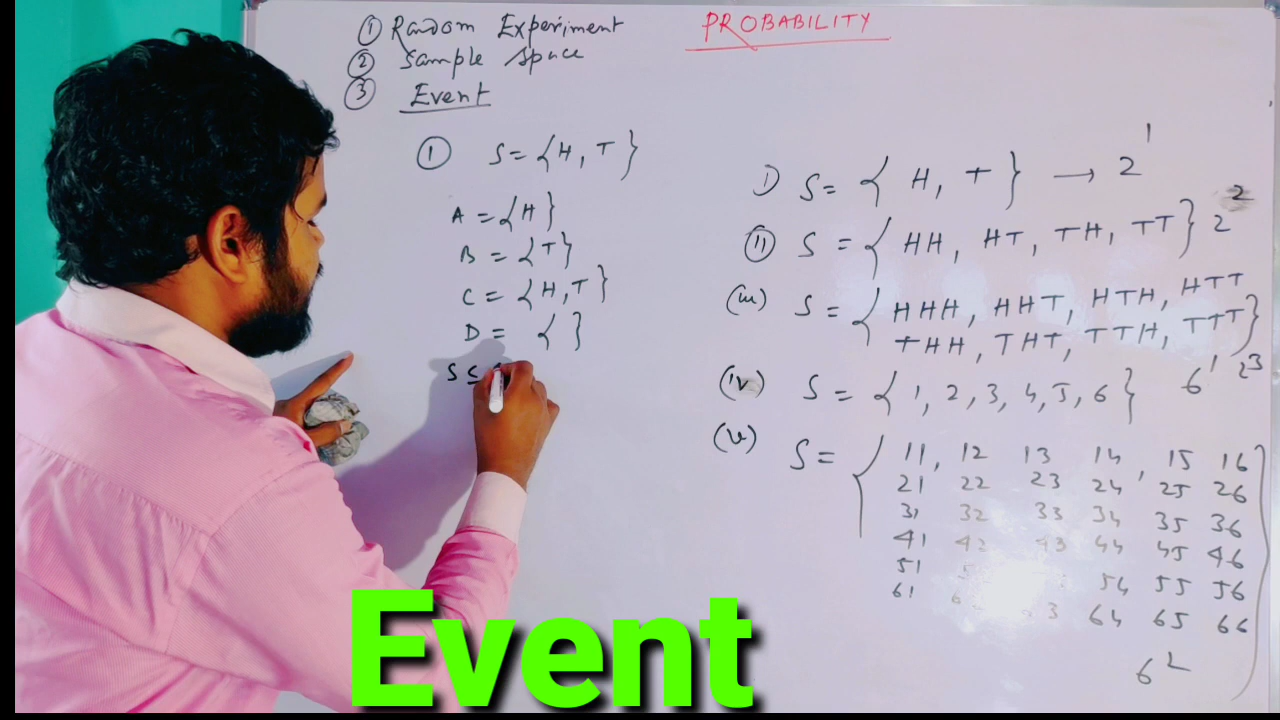 PROBABILITY
① Random Experiment
② Sample Space
③ Event
① S = {H, T}
A = {H}
B = {T}
C = {H, T}
D = { }
S ⊆
I) S = { H, T } → 2¹
(ii) S = { HH, HT, TH, TT } 2²
(iii) S = { HHH, HHT, HTH, HTT
THH, THT, TTH, TTT } 2³
(iv) S = { 1, 2, 3, 4, 5, 6 } 6¹
(v) S = { 11, 12 13 14, 15 16
21 22 23 24, 25 26
31 32 33 34 35 36
41 42 43 44 45 46
51 54 55 56
61 64 65 66 }
6²
Event